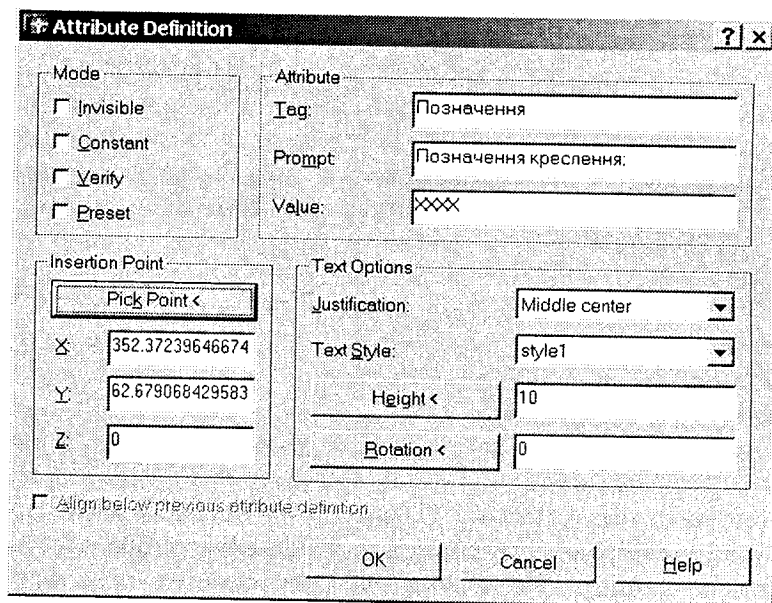 Attribute Definition
? ×
Mode
Invisible
Constant
Verify
Preset
Attribute
Tag: Позначення
Prompt: Позначення креслення;
Value: XXXX
Insertion Point
Pick Point <
X: 352.37239646674
Y: 62.679068429583
Z: 0
Text Options
Justification: Middle center
Text Style: style1
Height < 10
Rotation < 0
Align below previous attribute definition
OK Cancel Help